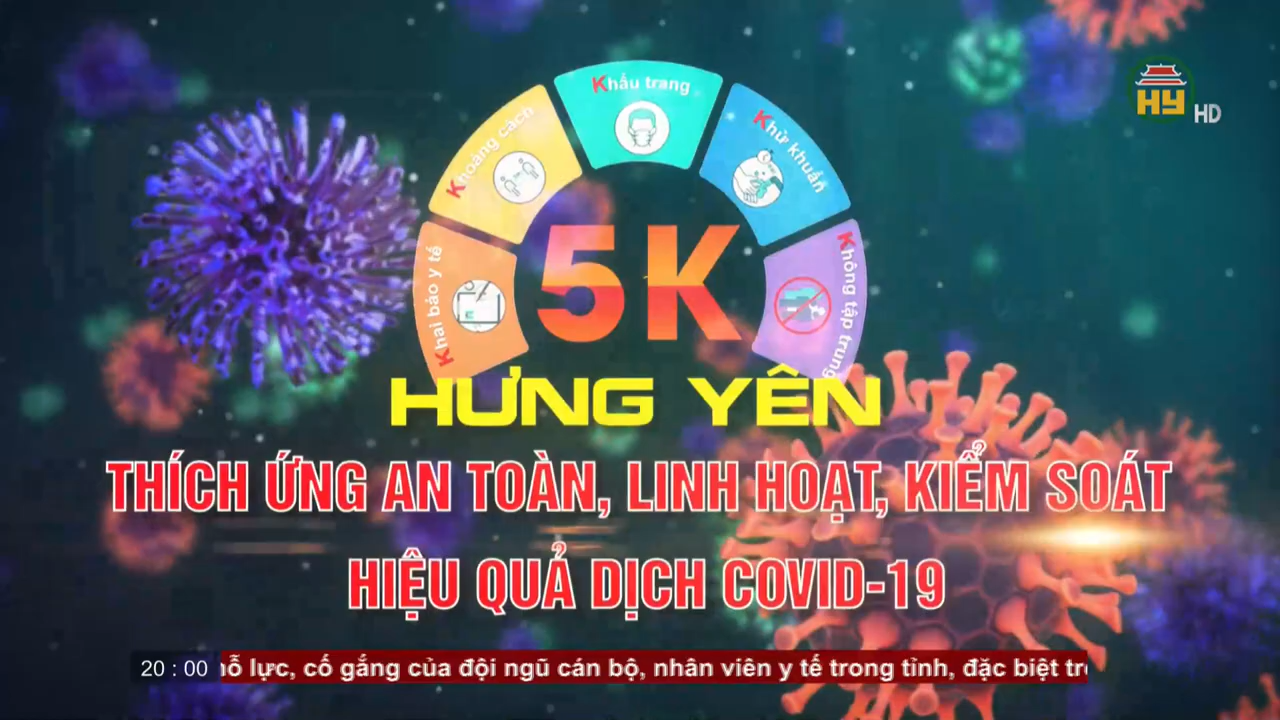 Khẩu trang
Khoảng cách
Khử khuẩn
Khai báo y tế
Không tập trung
5K
HY HD
HƯNG YÊN
THÍCH ỨNG AN TOÀN, LINH HOẠT, KIỂM SOÁT
HIỆU QUẢ DỊCH COVID-19
20 : 00 lực, cố gắng của đội ngũ cán bộ, nhân viên y tế trong tỉnh, đặc biệt